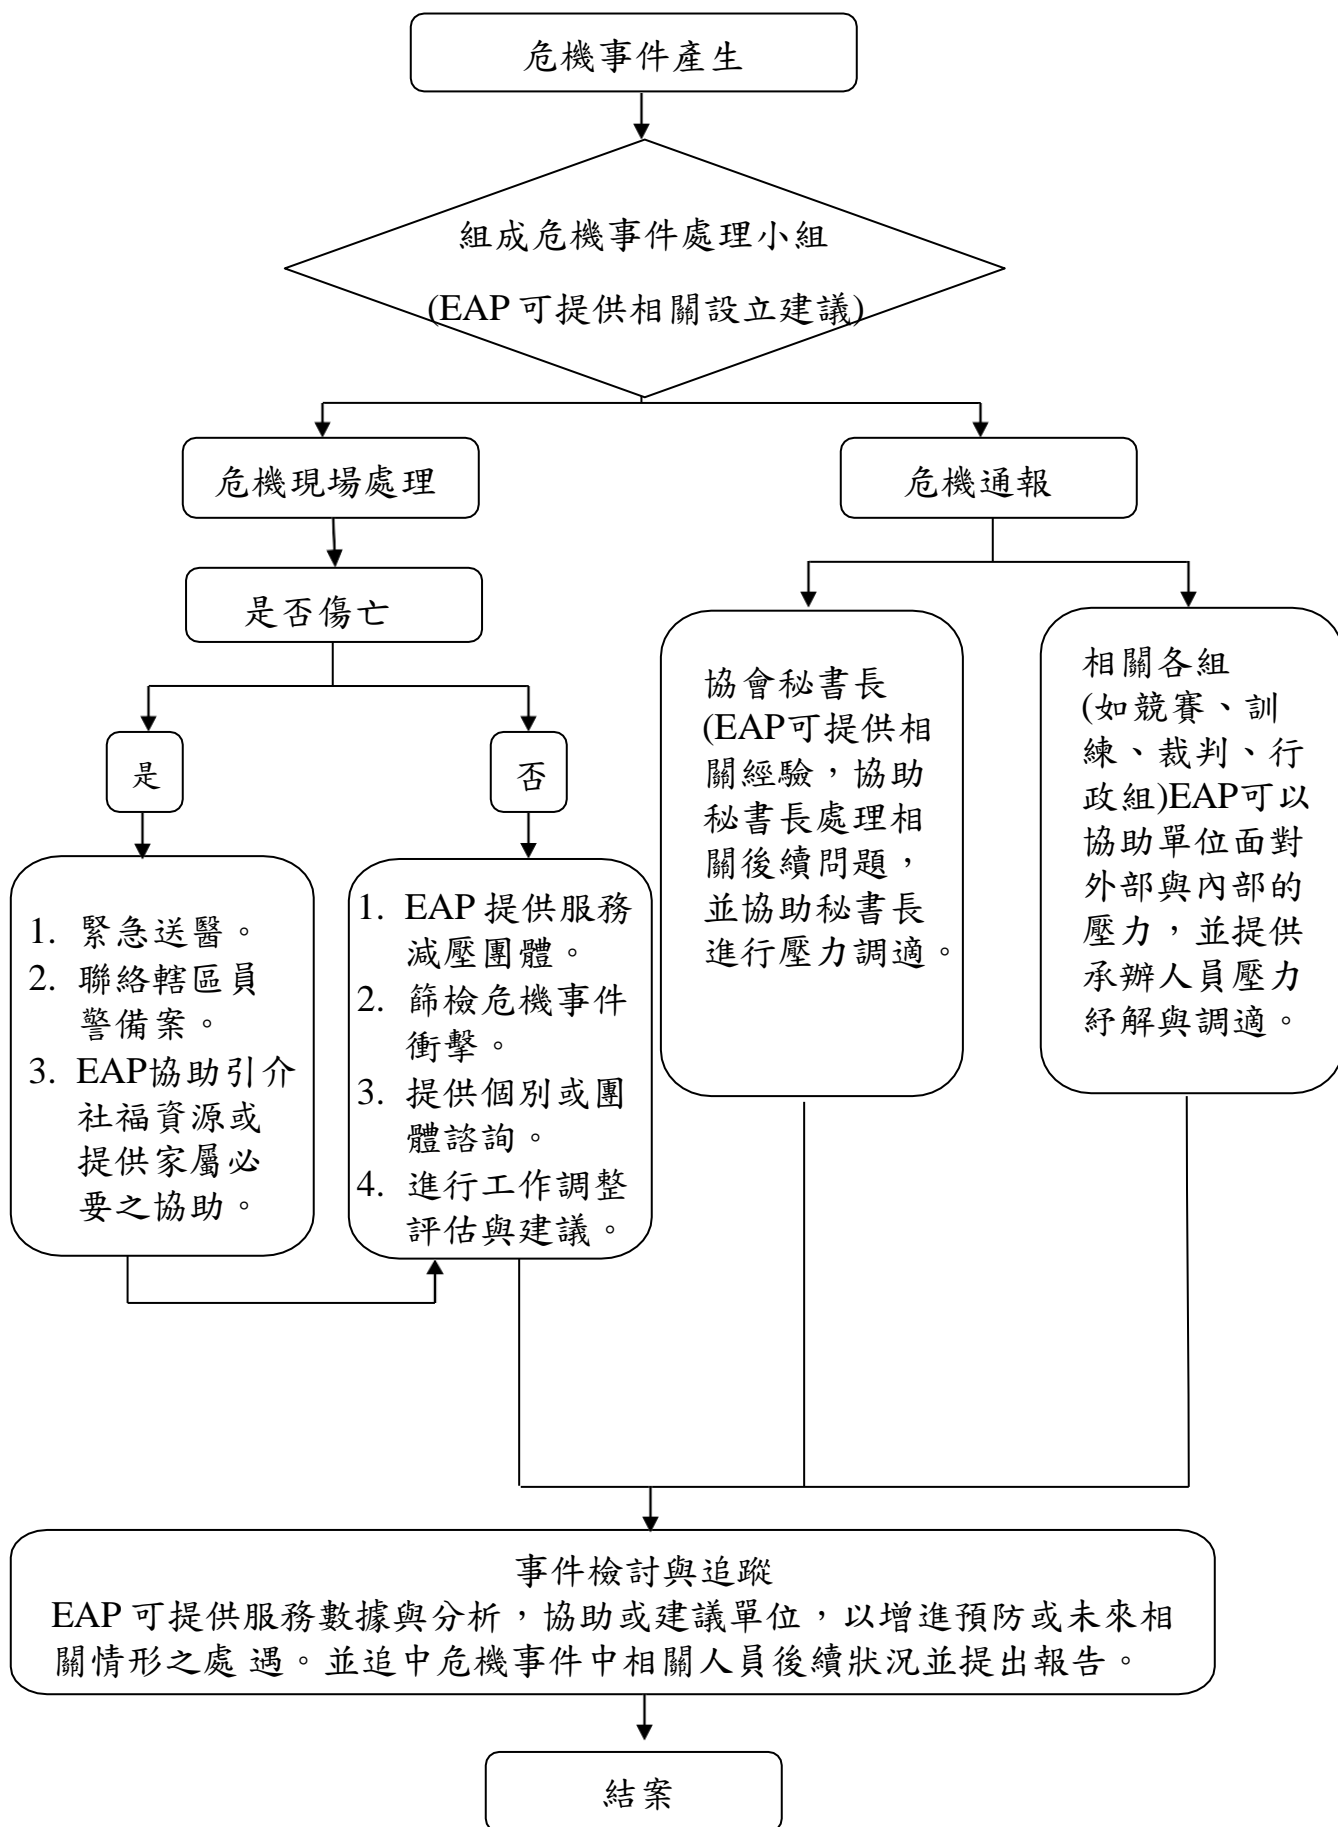 危機事件產生
組成危機事件處理小組
(EAP 可提供相關設立建議)
危機現場處理
危機通報
是否傷亡
是
否
1. 緊急送醫。
2. 聯絡轄區員
警備案。
3. EAP協助引介
社福資源或
提供家屬必
要之協助。
1. EAP 提供服務
減壓團體。
2. 篩檢危機事件
衝擊。
3. 提供個別或團
體諮詢。
4. 進行工作調整
評估與建議。
協會秘書長
(EAP可提供相
關經驗，協助
秘書長處理相
關後續問題，
並協助秘書長
進行壓力調適。
相關各組
(如競賽、訓
練、裁判、行
政組)EAP可以
協助單位面對
外部與內部的
壓力，並提供
承辦人員壓力
紓解與調適。
事件檢討與追蹤
EAP 可提供服務數據與分析，協助或建議單位，以增進預防或未來相
關情形之處 遇。並追中危機事件中相關人員後續狀況並提出報告。
結案